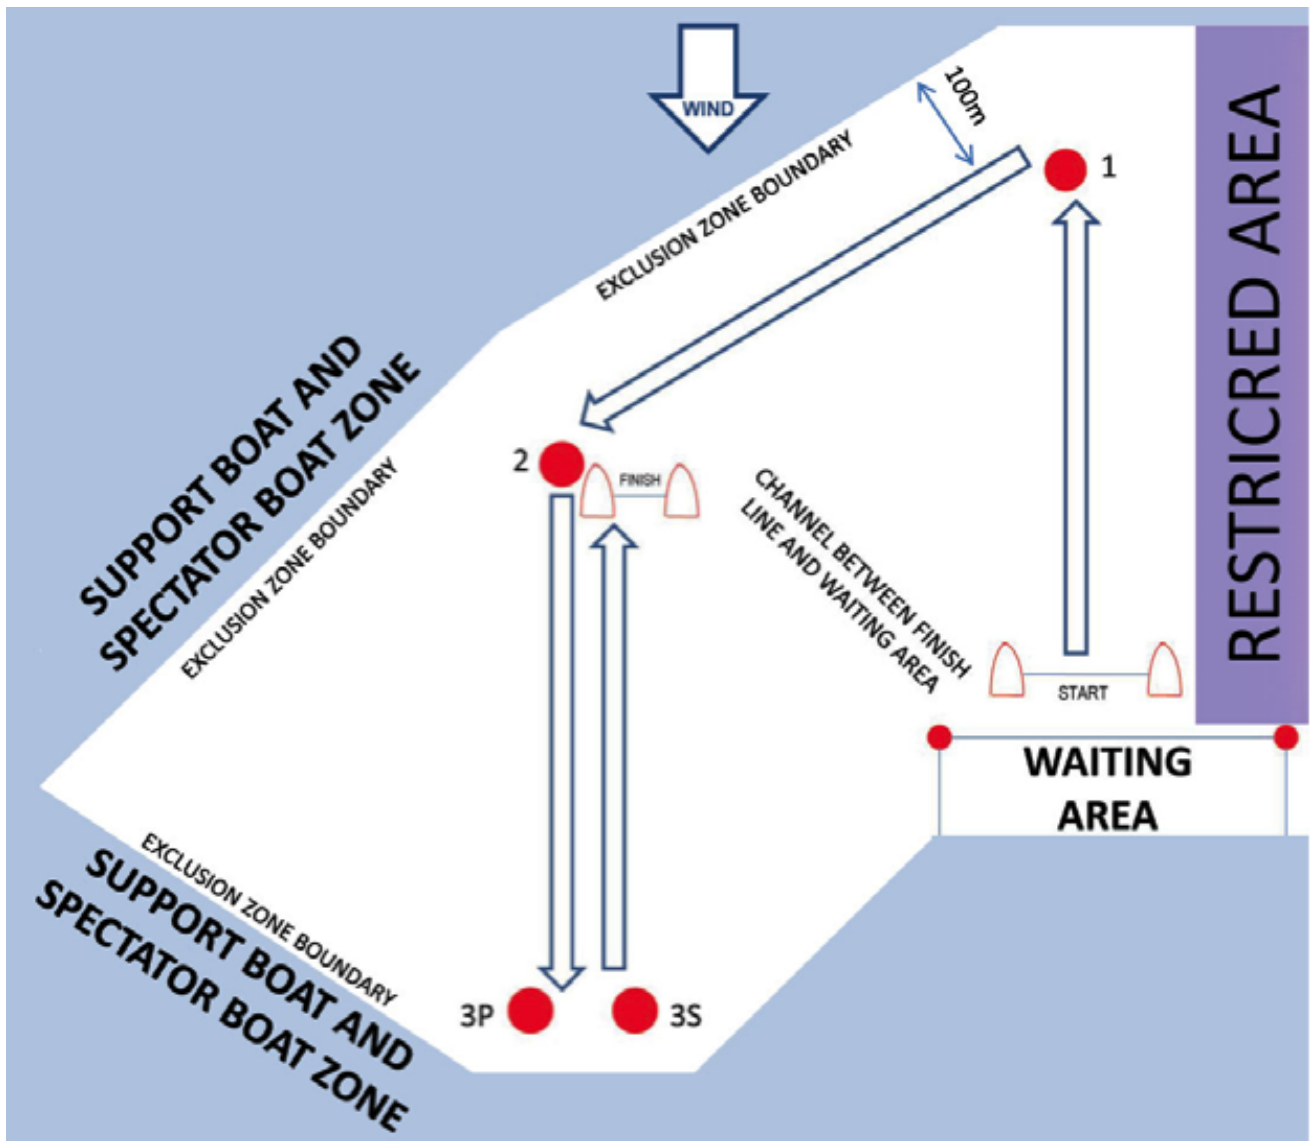 WIND
100m
1
EXCLUSION ZONE BOUNDARY
RESTRICRED AREA
SUPPORT BOAT AND
SPECTATOR BOAT ZONE
EXCLUSION ZONE BOUNDARY
2
FINISH
CHANNEL BETWEEN FINISH
LINE AND WAITING AREA
START
WAITING
AREA
EXCLUSION ZONE BOUNDARY
SUPPORT BOAT AND
SPECTATOR BOAT ZONE
3P
3S